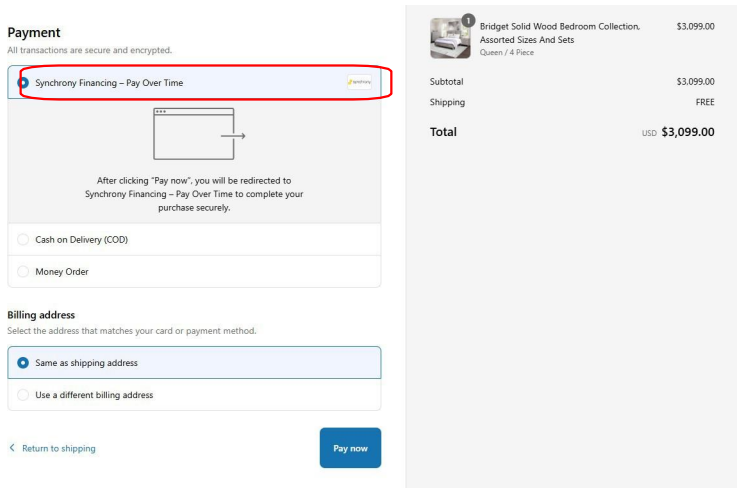 Payment
All transactions are secure and encrypted.
Synchrony Financing – Pay Over Time
synchrony
After clicking "Pay now", you will be redirected to
Synchrony Financing – Pay Over Time to complete your
purchase securely.
Cash on Delivery (COD)
Money Order
Billing address
Select the address that matches your card or payment method.
Same as shipping address
Use a different billing address
Return to shipping
Pay now
1
Bridget Solid Wood Bedroom Collection, $3,099.00
Assorted Sizes And Sets
Queen / 4 Piece
Subtotal $3,099.00
Shipping FREE
Total USD $3,099.00